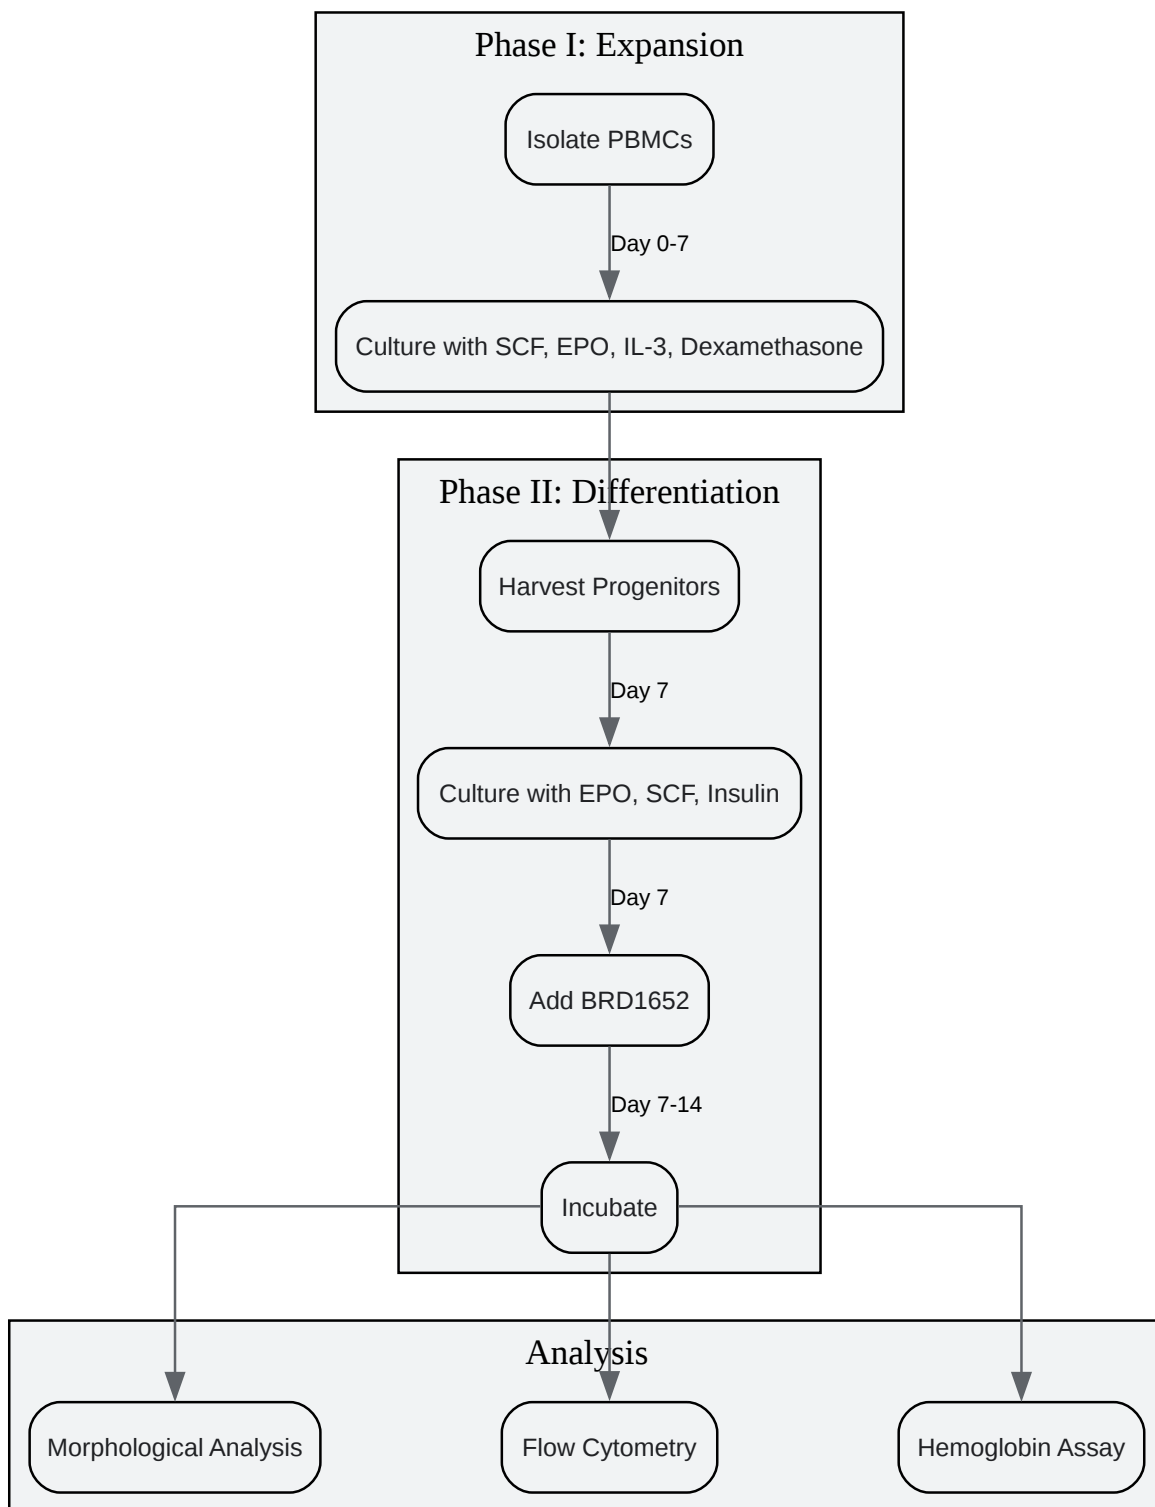 Phase I: Expansion
Isolate PBMCs
Day 0-7
Culture with SCF, EPO, IL-3, Dexamethasone
Phase II: Differentiation
Harvest Progenitors
Day 7
Culture with EPO, SCF, Insulin
Day 7
Add BRD1652
Day 7-14
Incubate
Analysis
Morphological Analysis
Flow Cytometry
Hemoglobin Assay